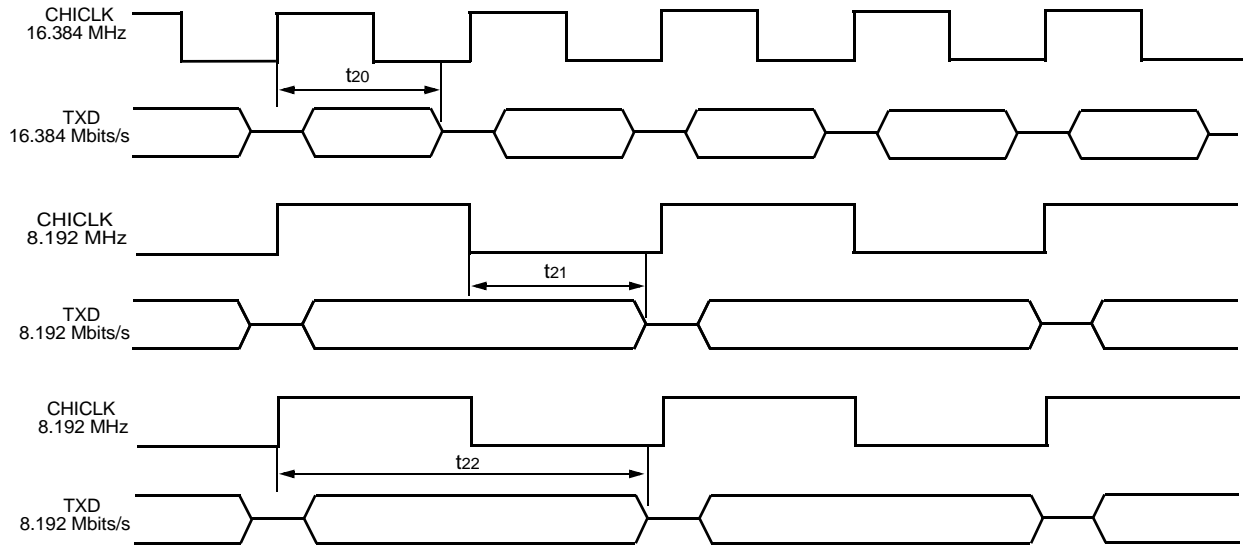 CHICLK
16.384 MHz
t20
TXD
16.384 Mbits/s
CHICLK
8.192 MHz
t21
TXD
8.192 Mbits/s
CHICLK
8.192 MHz
t22
TXD
8.192 Mbits/s